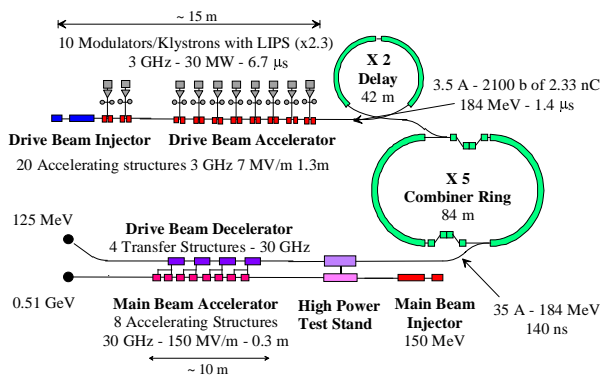 ~ 15 m
10 Modulators/Klystrons with LIPS (x2.3)
3 GHz - 30 MW - 6.7 μs
X 2
Delay
42 m
3.5 A - 2100 b of 2.33 nC
184 MeV - 1.4 μs
Drive Beam Injector
Drive Beam Accelerator
20 Accelerating structures 3 GHz 7 MV/m 1.3m
X 5
Combiner Ring
84 m
125 MeV
Drive Beam Decelerator
4 Transfer Structures - 30 GHz
0.51 GeV
Main Beam Accelerator
8 Accelerating Structures
30 GHz - 150 MV/m - 0.3 m
~ 10 m
High Power
Test Stand
Main Beam
Injector
150 MeV
35 A - 184 MeV
140 ns